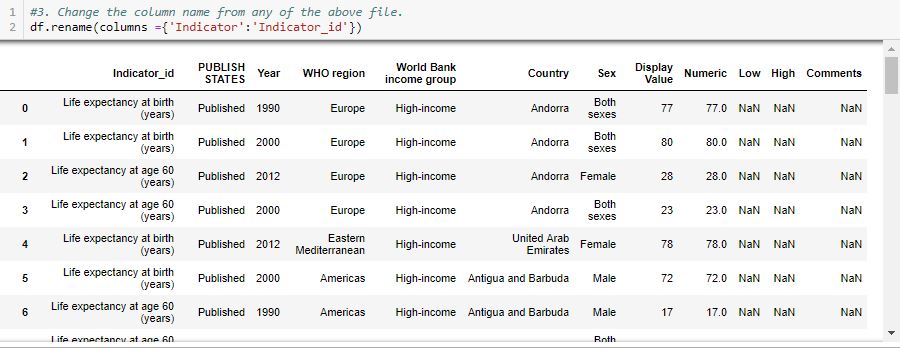 1 #3. Change the column name from any of the above file.
2 df.rename(columns ={'Indicator':'Indicator_id'})
Indicator_id PUBLISH STATES Year WHO region World Bank income group Country Sex Display Value Numeric Low High Comments
0 Life expectancy at birth (years) Published 1990 Europe High-income Andorra Both sexes 77 77.0 NaN NaN NaN
1 Life expectancy at birth (years) Published 2000 Europe High-income Andorra Both sexes 80 80.0 NaN NaN NaN
2 Life expectancy at age 60 (years) Published 2012 Europe High-income Andorra Female 28 28.0 NaN NaN NaN
3 Life expectancy at age 60 (years) Published 2000 Europe High-income Andorra Both sexes 23 23.0 NaN NaN NaN
4 Life expectancy at birth (years) Published 2012 Eastern Mediterranean High-income United Arab Emirates Female 78 78.0 NaN NaN NaN
5 Life expectancy at birth (years) Published 2000 Americas High-income Antigua and Barbuda Male 72 72.0 NaN NaN NaN
6 Life expectancy at age 60 (years) Published 1990 Americas High-income Antigua and Barbuda Male 17 17.0 NaN NaN NaN
Life expectancy at age 60 Both